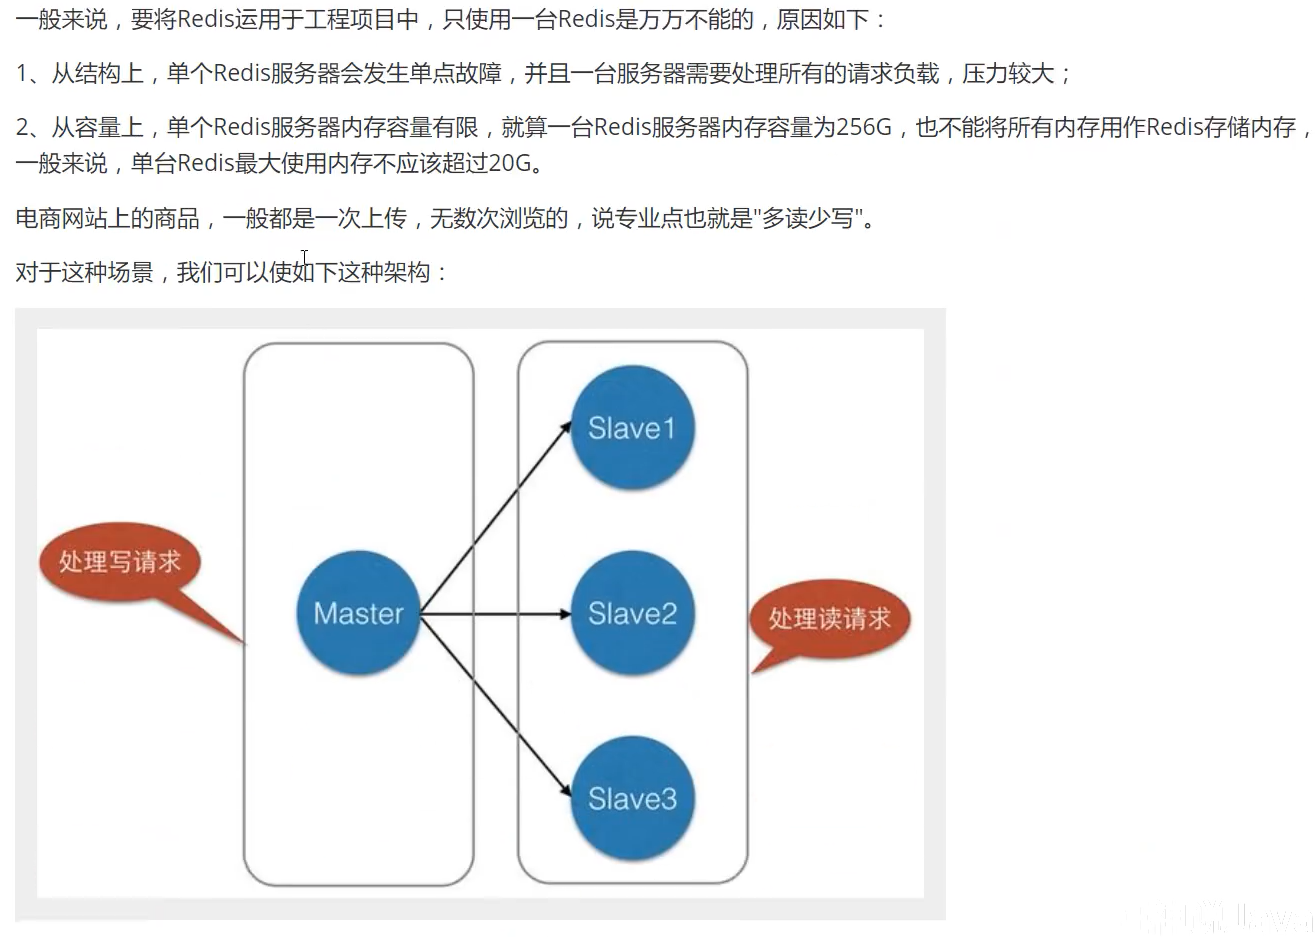 一般来说，要将Redis运用于工程项目中，只使用一台Redis是万万不能的，原因如下：
1、从结构上，单个Redis服务器会发生单点故障，并且一台服务器需要处理所有的请求负载，压力较大；
2、从容量上，单个Redis服务器内存容量有限，就算一台Redis服务器内存容量为256G，也不能将所有内存用作Redis存储内存，
一般来说，单台Redis最大使用内存不应该超过20G。
电商网站上的商品，一般都是一次上传，无数次浏览的，说专业点也就是"多读少写"。
对于这种场景，我们可以使如下这种架构：
Slave1
处理写请求
Master
Slave2
处理读请求
Slave3